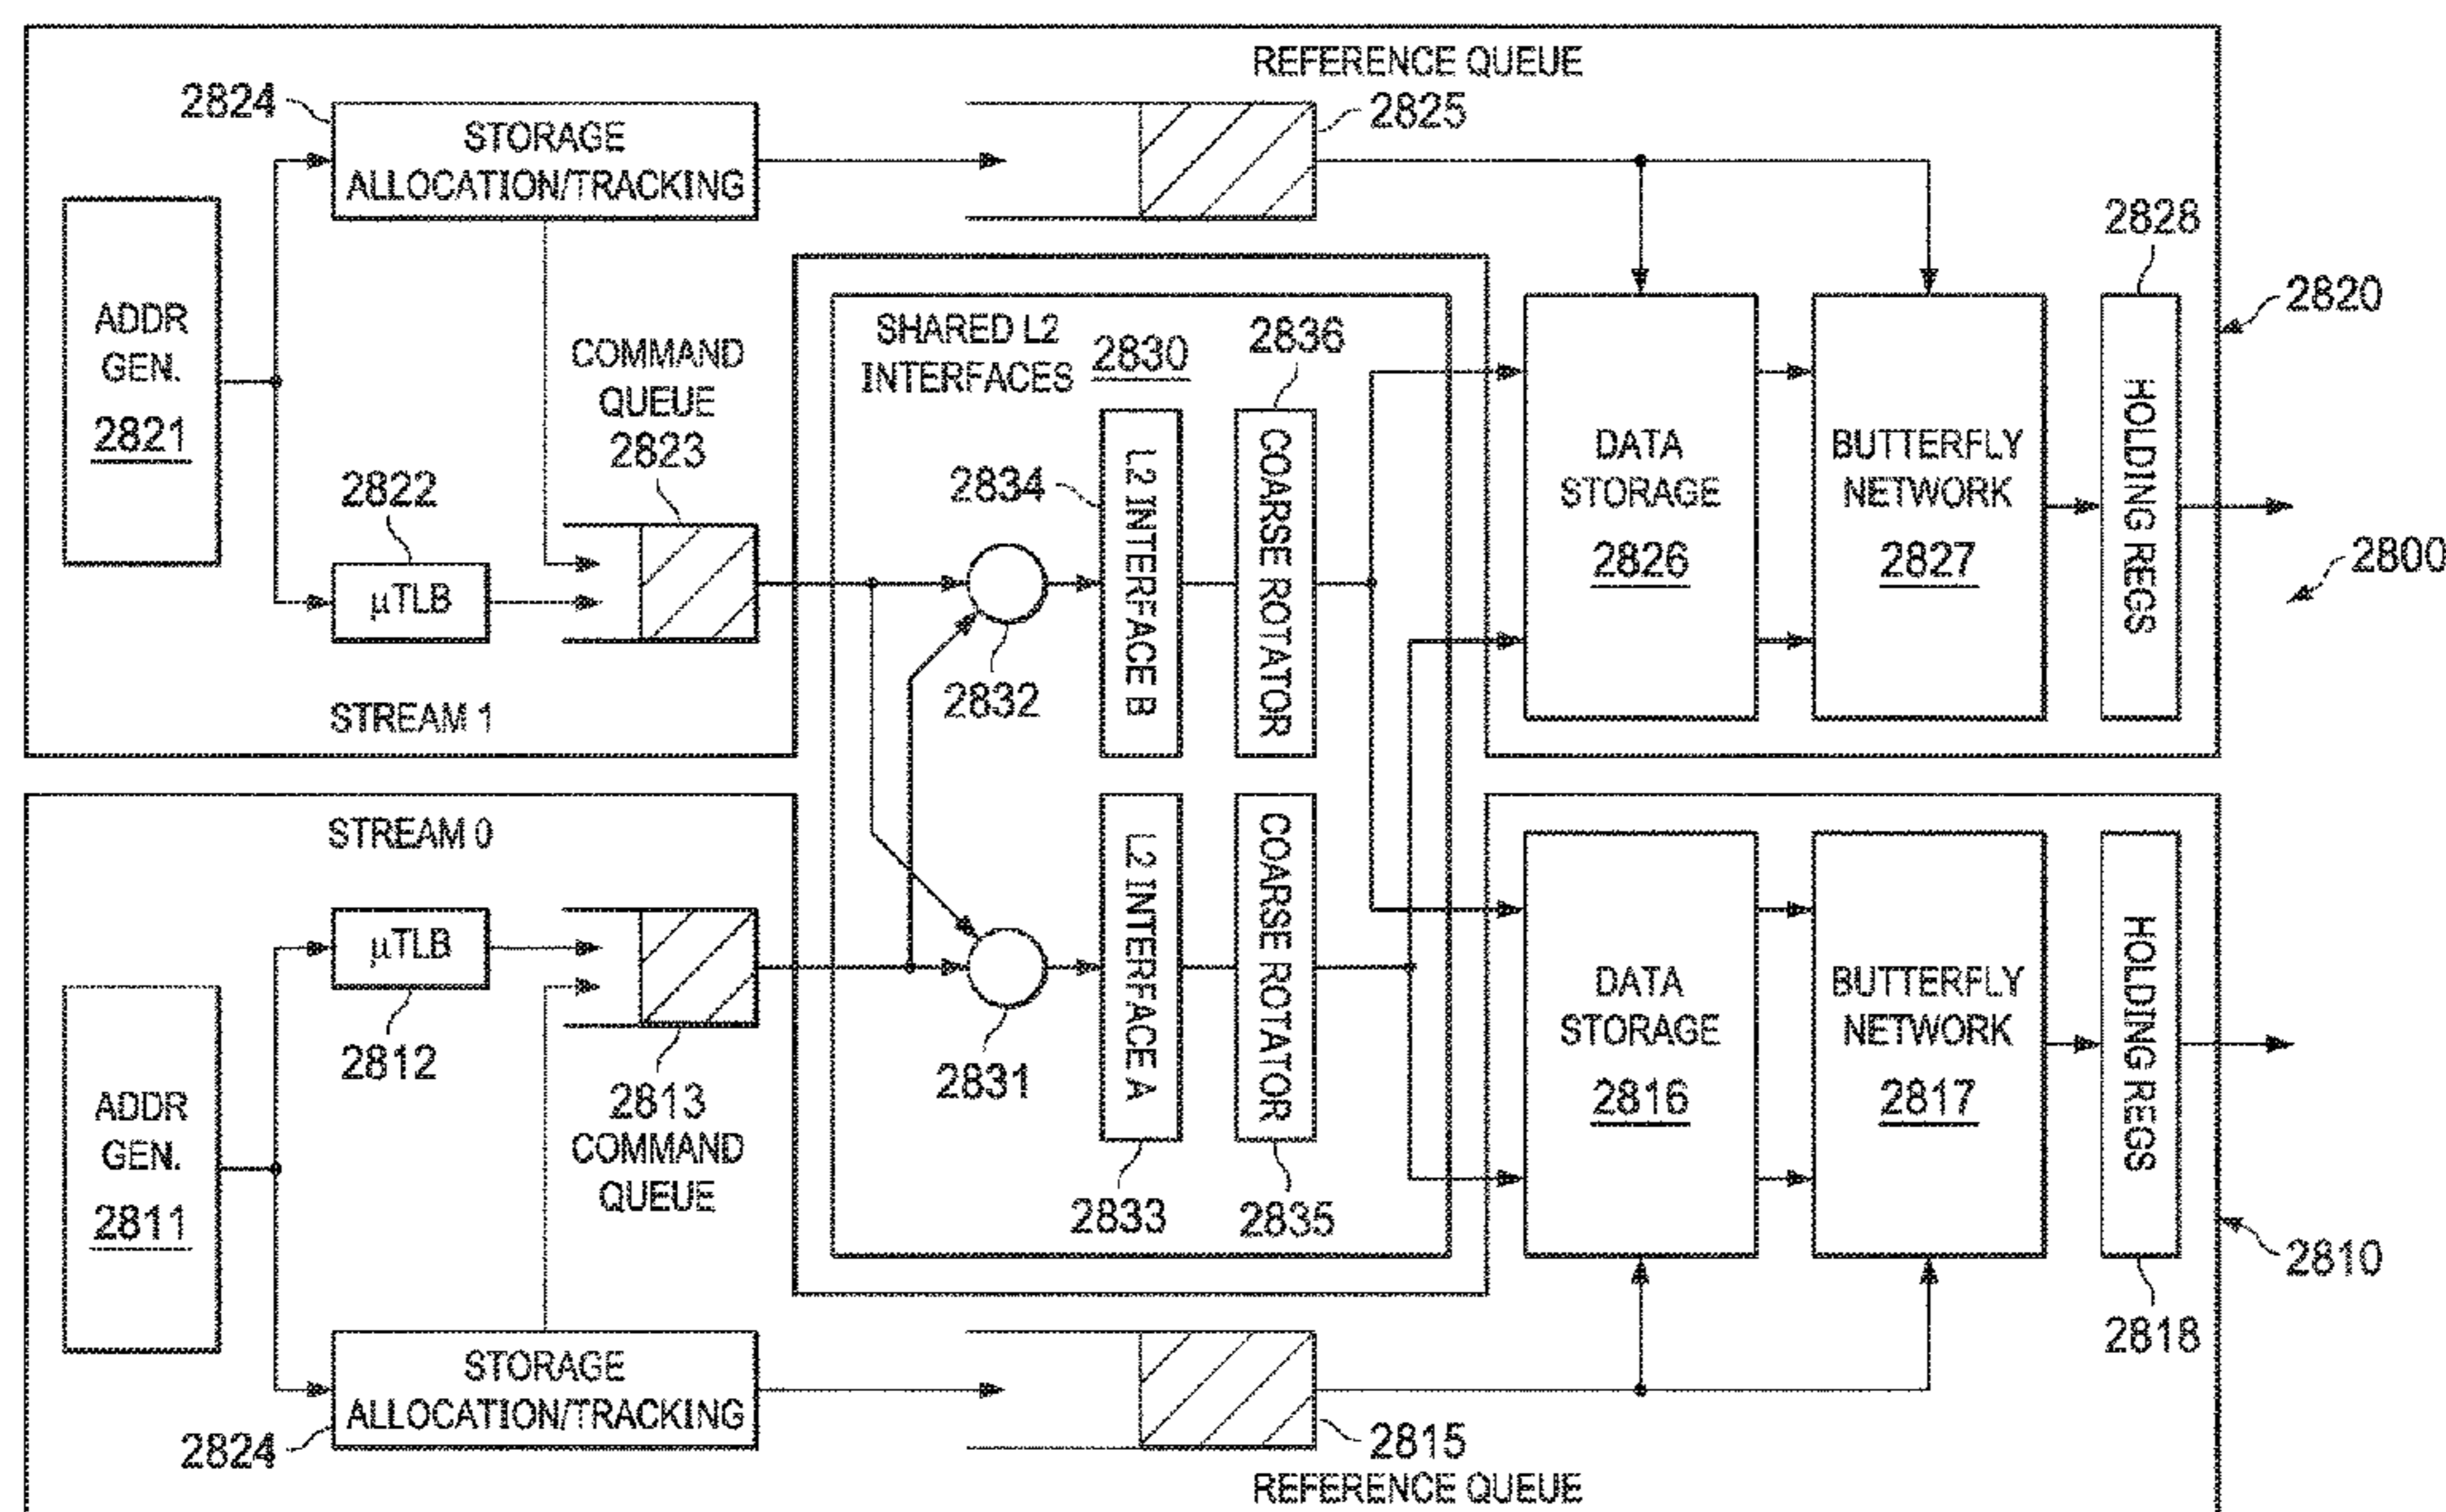 REFERENCE QUEUE
2825
2824
STORAGE
ALLOCATION/TRACKING
ADDR
GEN.
2821
2822
μTLB
COMMAND
QUEUE
2823
STREAM 1
SHARED L2
INTERFACES
2830
2836
2834
L2 INTERFACE B
COARSE ROTATOR
2832
DATA
STORAGE
2826
BUTTERFLY
NETWORK
2827
2828
HOLDING REGS
2820
2800
STREAM 0
μTLB
2812
ADDR
GEN.
2811
2813
COMMAND
QUEUE
2831
L2 INTERFACE A
COARSE ROTATOR
2833
2835
DATA
STORAGE
2816
BUTTERFLY
NETWORK
2817
HOLDING REGS
2818
2810
STORAGE
ALLOCATION/TRACKING
2824
2815
REFERENCE QUEUE